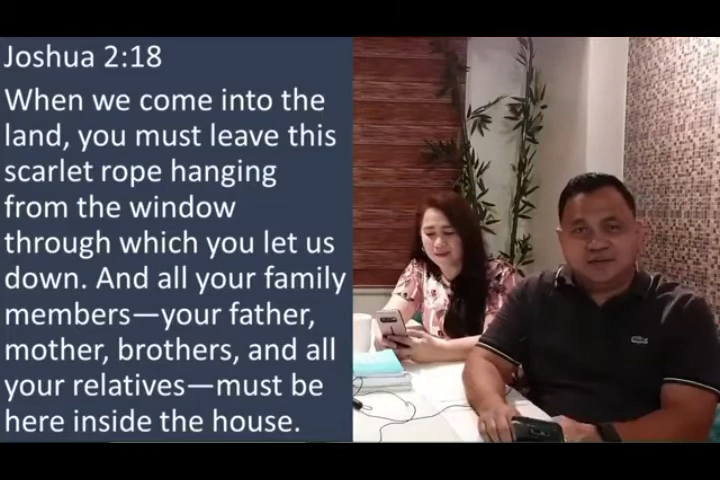 Joshua 2:18
When we come into the
land, you must leave this
scarlet rope hanging
from the window
through which you let us
down. And all your family
members—your father,
mother, brothers, and all
your relatives—must be
here inside the house.